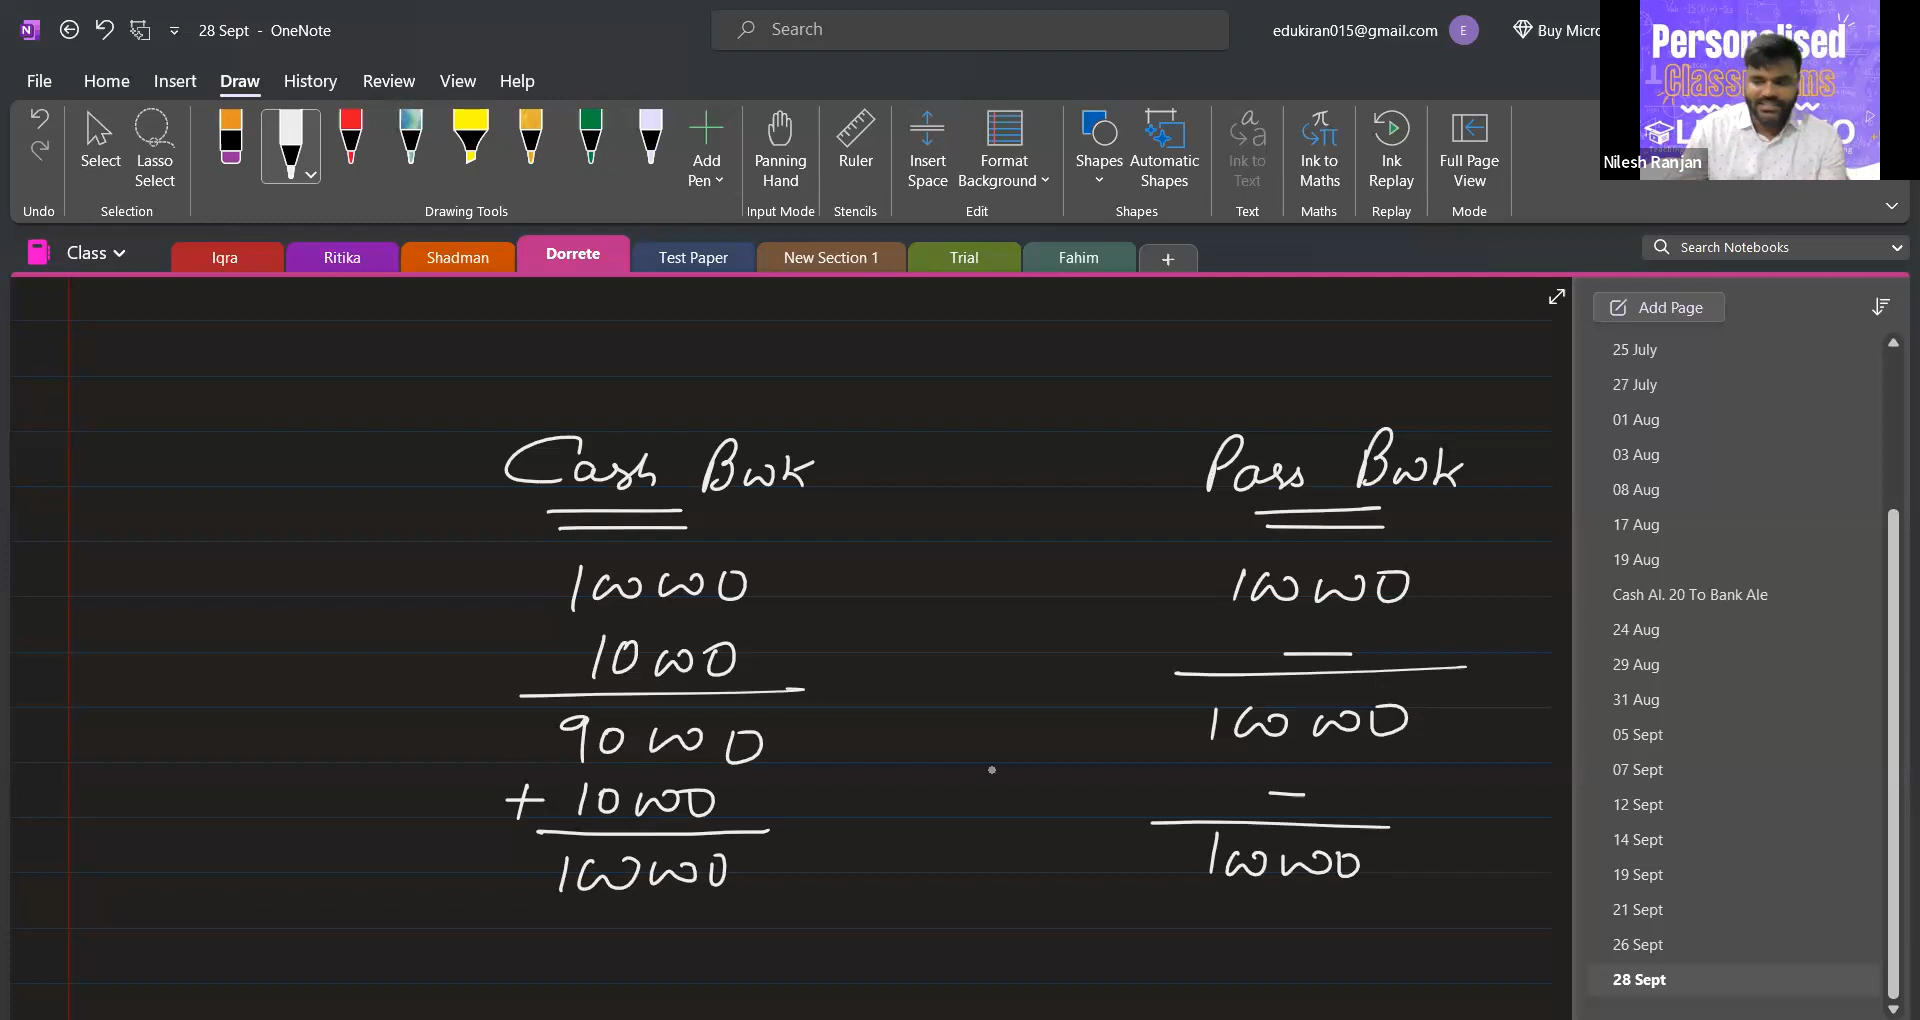 28 Sept - OneNote
Search
edukiran015@gmail.com
E
Buy Micro
Personalised
Classrooms
Nilesh Ranjan
File Home Insert Draw History Review View Help
Select
Lasso Select
Add Pen
Panning Hand
Ruler
Insert Space
Format Background
Shapes
Automatic Shapes
Ink to Text
Ink to Maths
Ink Replay
Full Page View
Undo Selection Drawing Tools Input Mode Stencils Edit Shapes Text Maths Replay Mode
Class
Iqra Ritika Shadman Dorrete Test Paper New Section 1 Trial Fahim +
Search Notebooks
Add Page
25 July
27 July
01 Aug
03 Aug
08 Aug
17 Aug
19 Aug
Cash Al. 20 To Bank Ale
24 Aug
29 Aug
31 Aug
05 Sept
07 Sept
12 Sept
14 Sept
19 Sept
21 Sept
26 Sept
28 Sept
Cash Book
100000
10000
90000
+ 10000
100000
Pass Book
100000
—
100000
—
100000